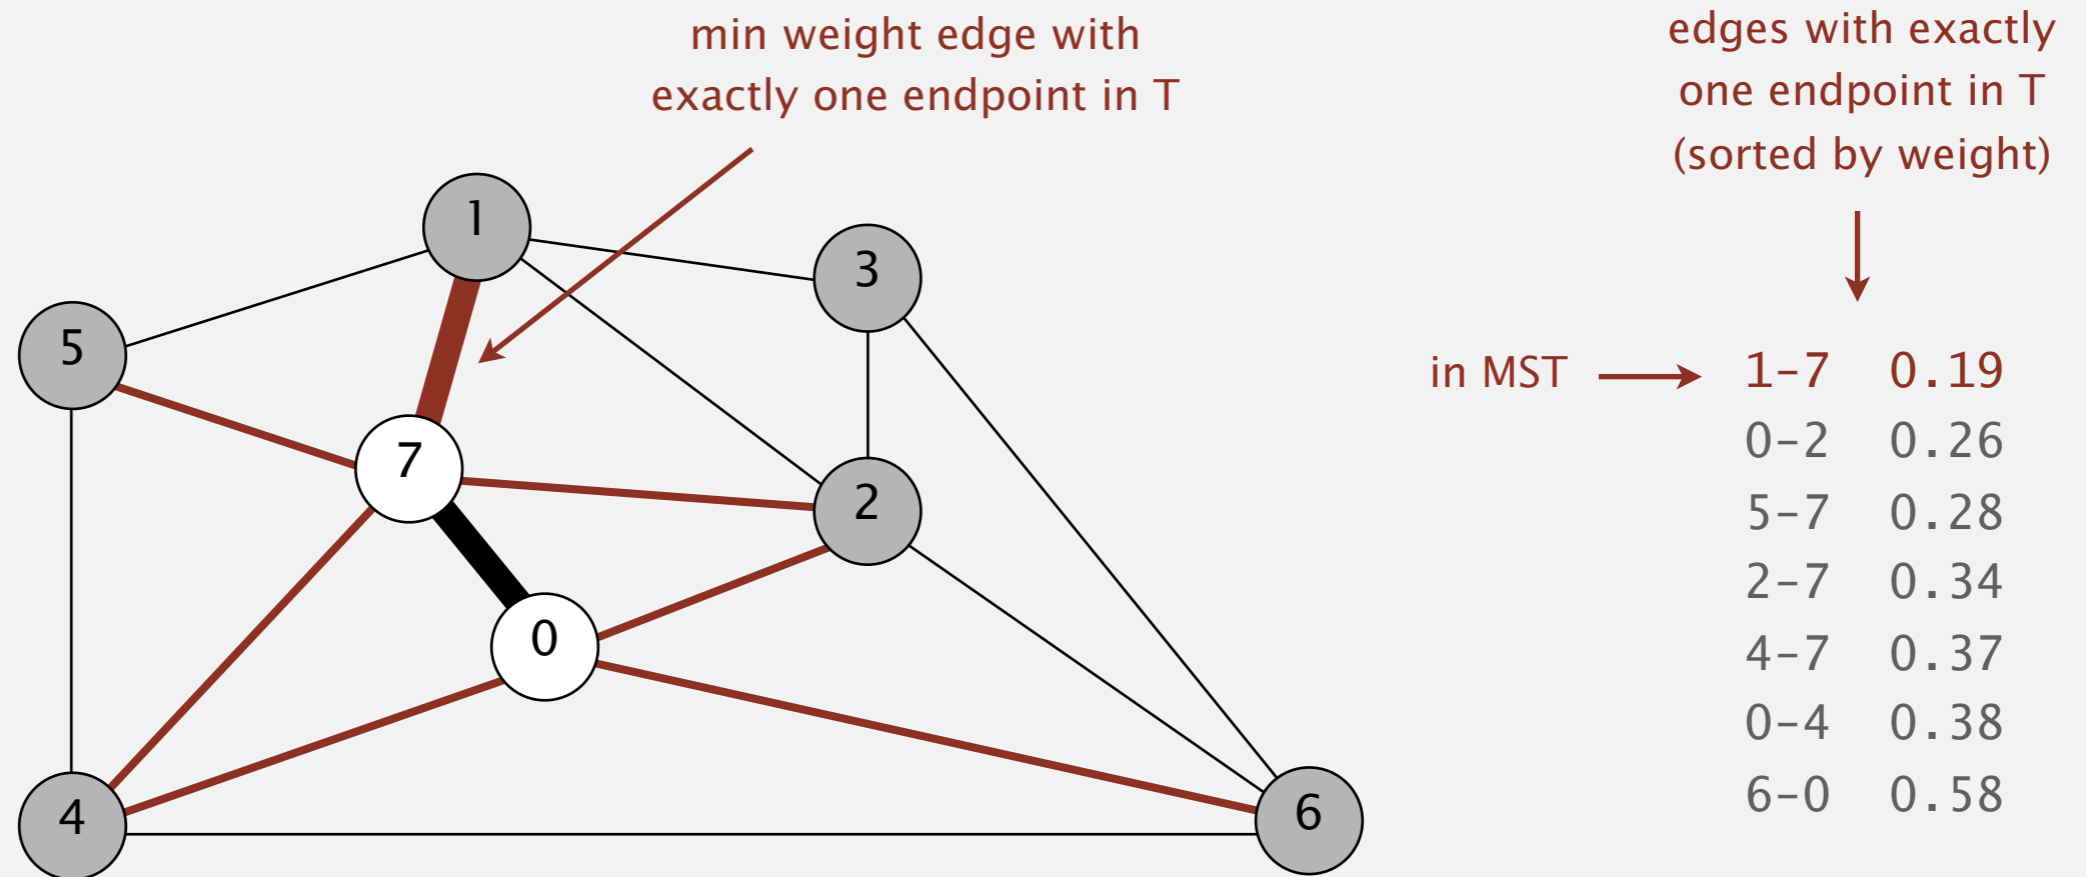 min weight edge with
exactly one endpoint in T
edges with exactly
one endpoint in T
(sorted by weight)
1
3
5
7
2
0
4
6
in MST
1-7 0.19
0-2 0.26
5-7 0.28
2-7 0.34
4-7 0.37
0-4 0.38
6-0 0.58